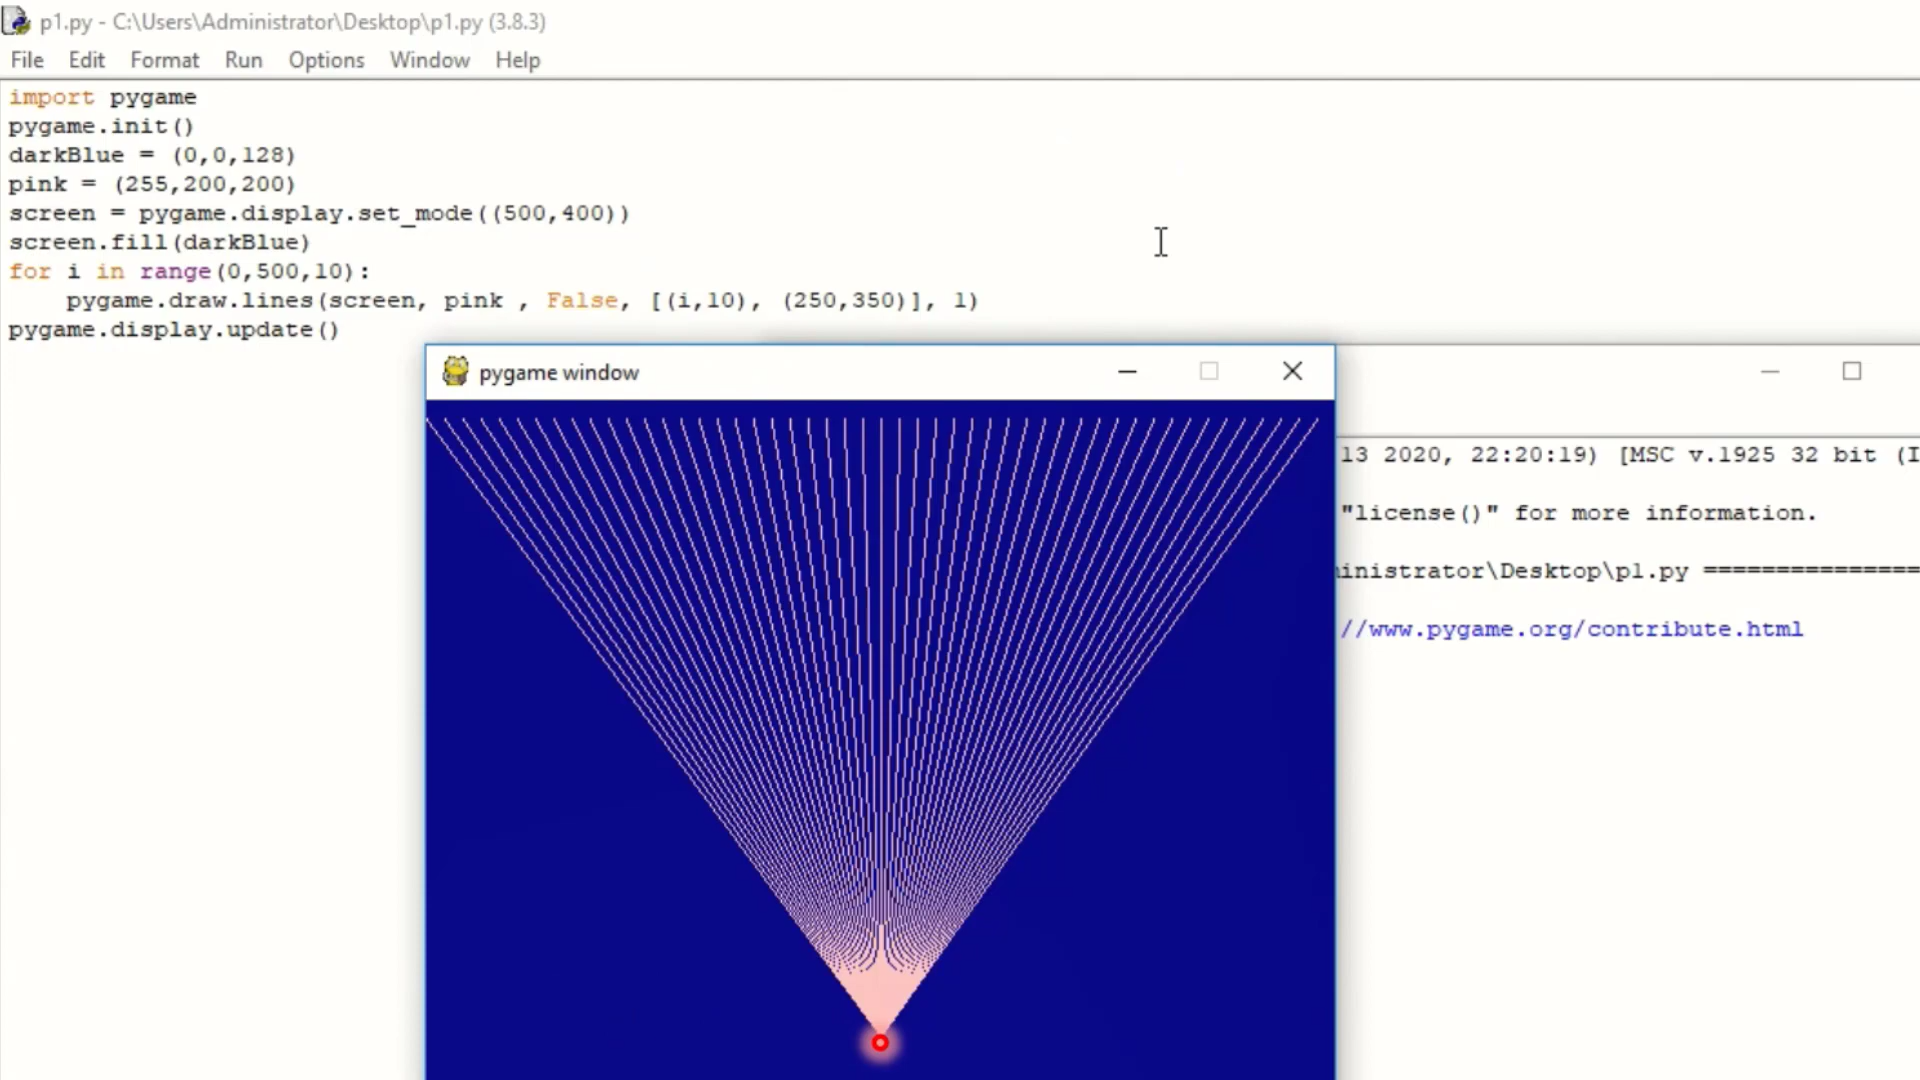 p1.py - C:\Users\Administrator\Desktop\p1.py (3.8.3)
File Edit Format Run Options Window Help
import pygame
pygame.init()
darkBlue = (0,0,128)
pink = (255,200,200)
screen = pygame.display.set_mode((500,400))
screen.fill(darkBlue)
for i in range(0,500,10):
    pygame.draw.lines(screen, pink , False, [(i,10), (250,350)], 1)
pygame.display.update()
pygame window
13 2020, 22:20:19) [MSC v.1925 32 bit (I
"license()" for more information.
inistrator\Desktop\p1.py ===============
//www.pygame.org/contribute.html